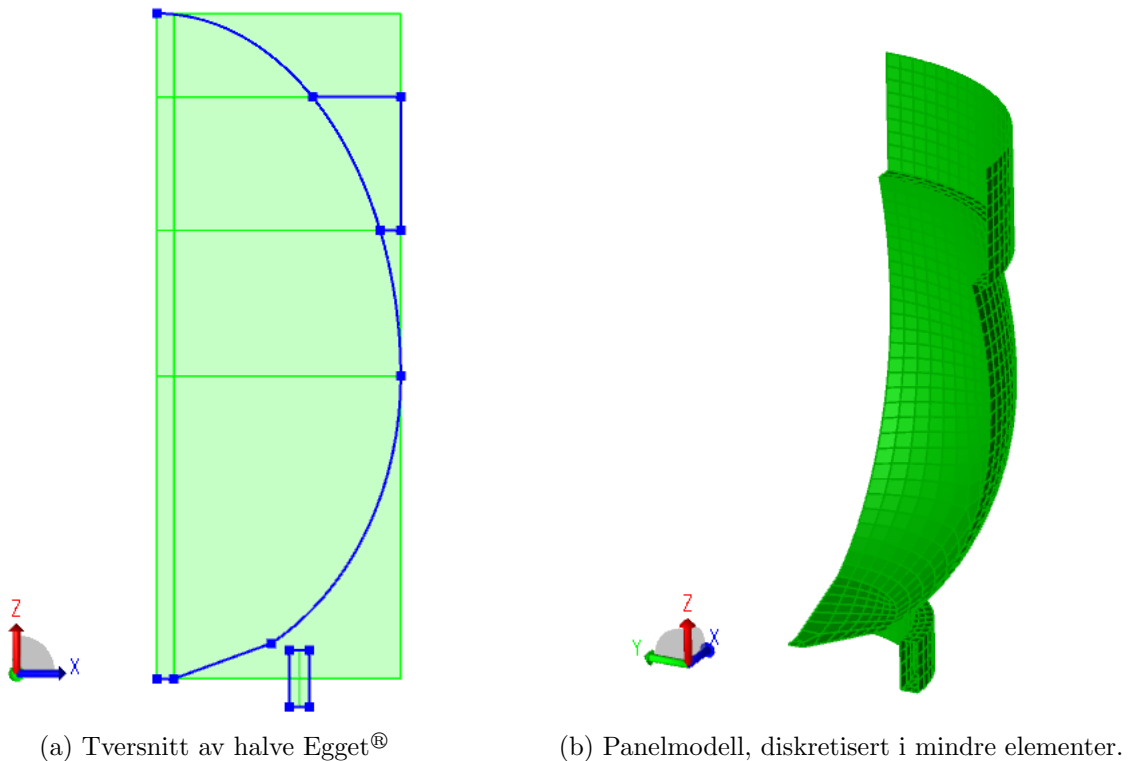 Z
X
Z
X
Y
(a) Tversnitt av halve Egget®
(b) Panelmodell, diskretisert i mindre elementer.